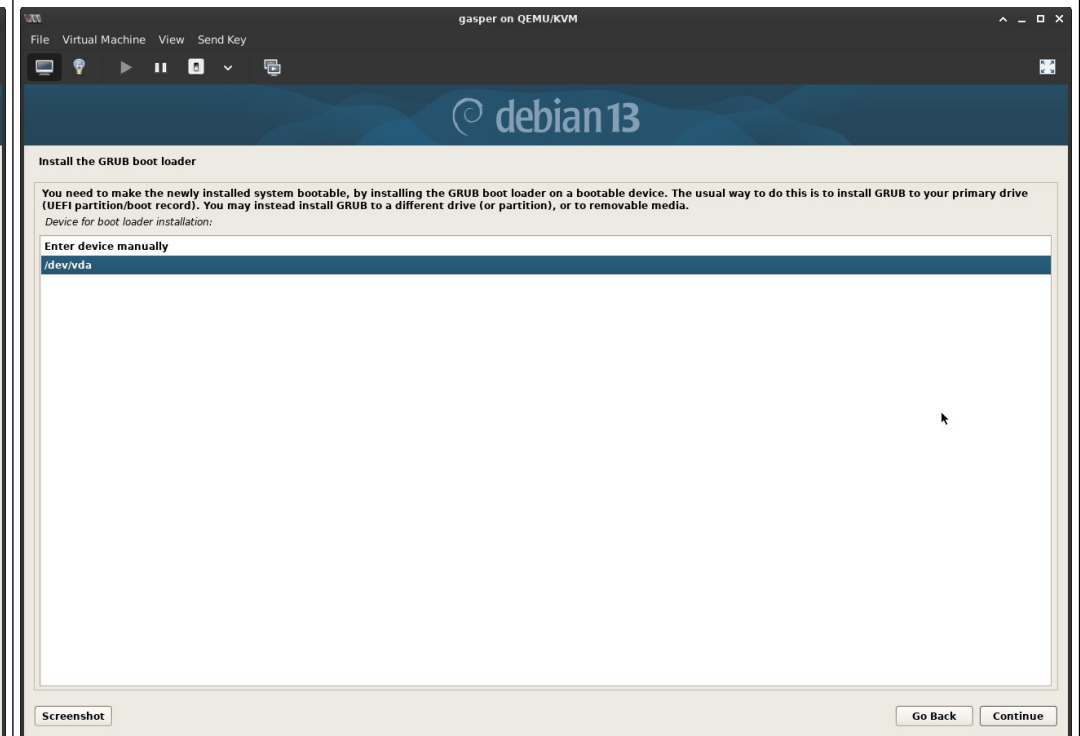 gasper on QEMU/KVM
File Virtual Machine View Send Key
debian 13
Install the GRUB boot loader
You need to make the newly installed system bootable, by installing the GRUB boot loader on a bootable device. The usual way to do this is to install GRUB to your primary drive
(UEFI partition/boot record). You may instead install GRUB to a different drive (or partition), or to removable media.
Device for boot loader installation:
Enter device manually
/dev/vda
Screenshot Go Back Continue